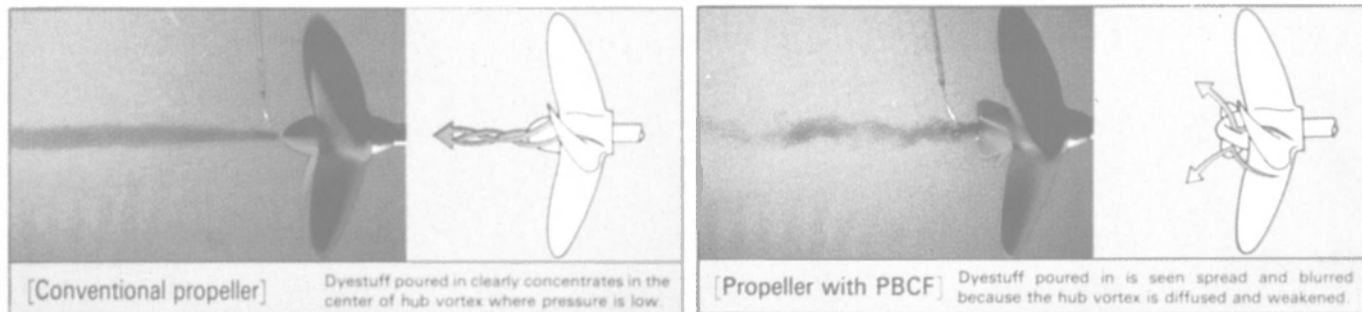 [Conventional propeller]
Dyestuff poured in clearly concentrates in the
center of hub vortex where pressure is low.
[Propeller with PBCF]
Dyestuff poured in is seen spread and blurred
because the hub vortex is diffused and weakened.